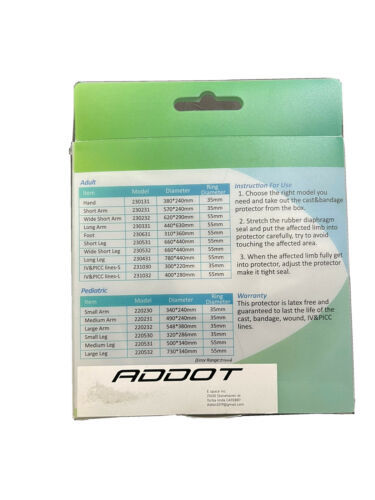 Adult
Item Model Diameter Ring Diameter
Hand 230131 380*240mm 35mm
Short Arm 230231 570*240mm 35mm
Wide Short Arm 230232 620*290mm 55mm
Long Arm 230331 440*630mm 55mm
Foot 230631 310*360mm 55mm
Short Leg 230531 660*440mm 55mm
Wide Short Leg 230532 660*440mm 55mm
Long Leg 230431 780*440mm 55mm
IV&PICC lines-S 231030 300*220mm 35mm
IV&PICC lines-L 231032 400*280mm 55mm
Pediatric
Item Model Diameter Ring Diameter
Small Arm 220230 340*240mm 35mm
Medium Arm 220231 490*240mm 35mm
Large Arm 220232 548*380mm 35mm
Small Leg 220530 320*286mm 35mm
Medium Leg 220531 500*340mm 55mm
Large Leg 220532 730*340mm 55mm
Instruction For Use
1. Choose the right model you
need and take out the cast&bandage
protector from the box.
2. Stretch the rubber diaphragm
seal and put the affected limb into
protector carefully, try to avoid
touching the affected area.
3. When the affected limb fully get
into protector, adjust the protector
make it tight seal.
Warranty
This protector is latex free and
guaranteed to last the life of the
cast, bandage, wound, IV&PICC
lines.
ADDOT
E space inc